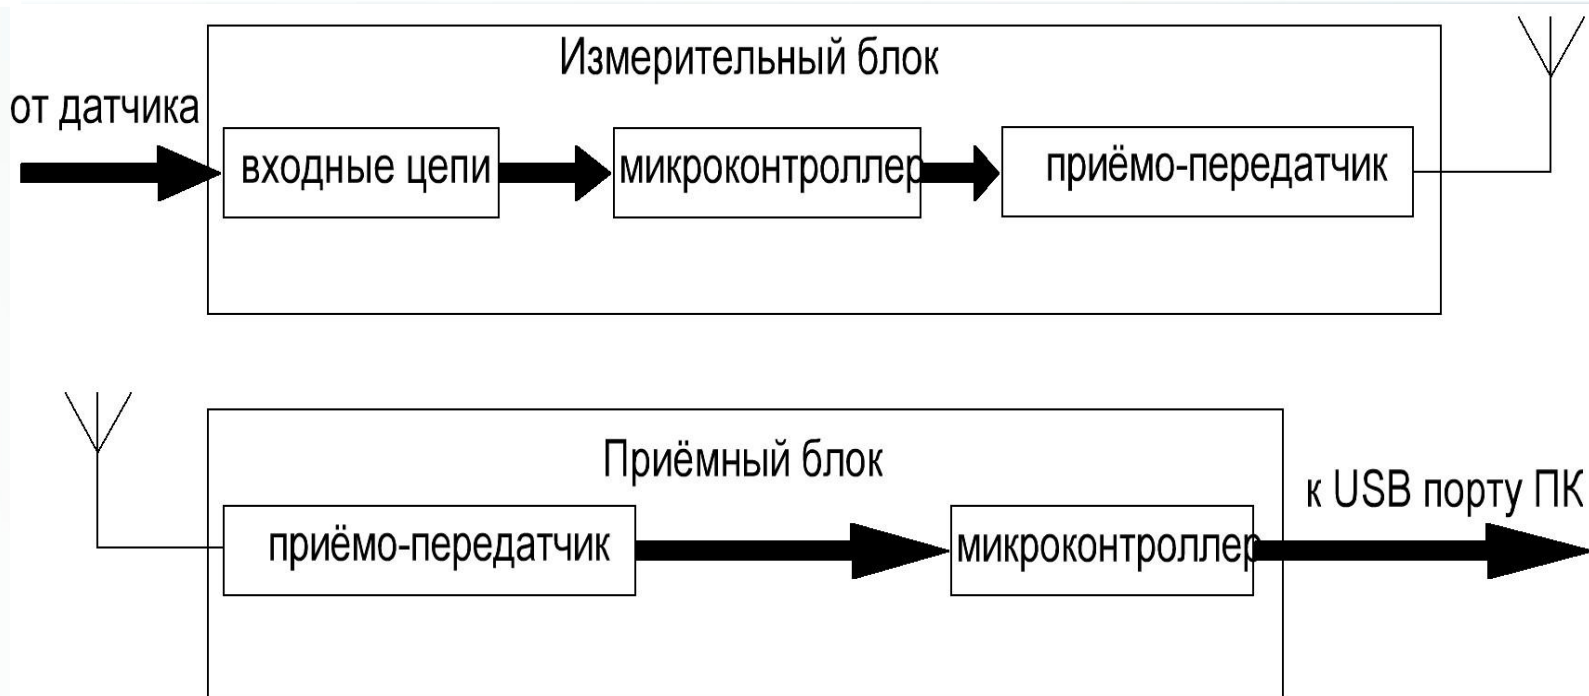 Измерительный блок
от датчика
входные цепи
микроконтроллер
приёмо-передатчик
Приёмный блок
к USB порту ПК
приёмо-передатчик
микроконтроллер